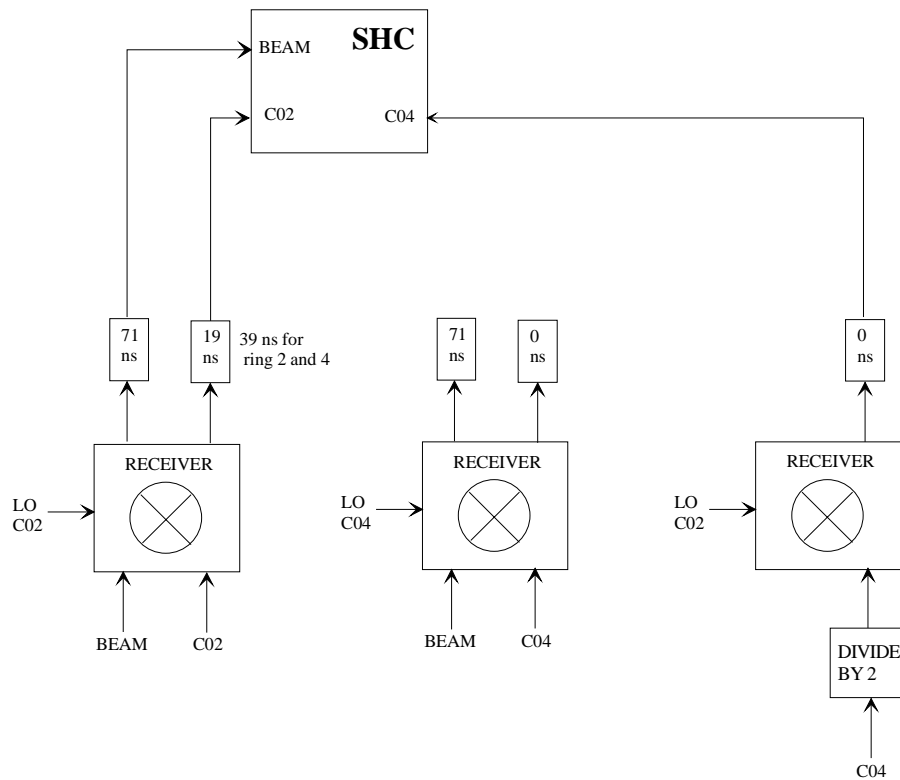 SHC
BEAM
C02
C04
71
ns
19
ns
39 ns for
ring 2 and 4
71
ns
0
ns
0
ns
RECEIVER
RECEIVER
RECEIVER
LO
C02
LO
C04
LO
C02
BEAM
C02
BEAM
C04
DIVIDE
BY 2
C04